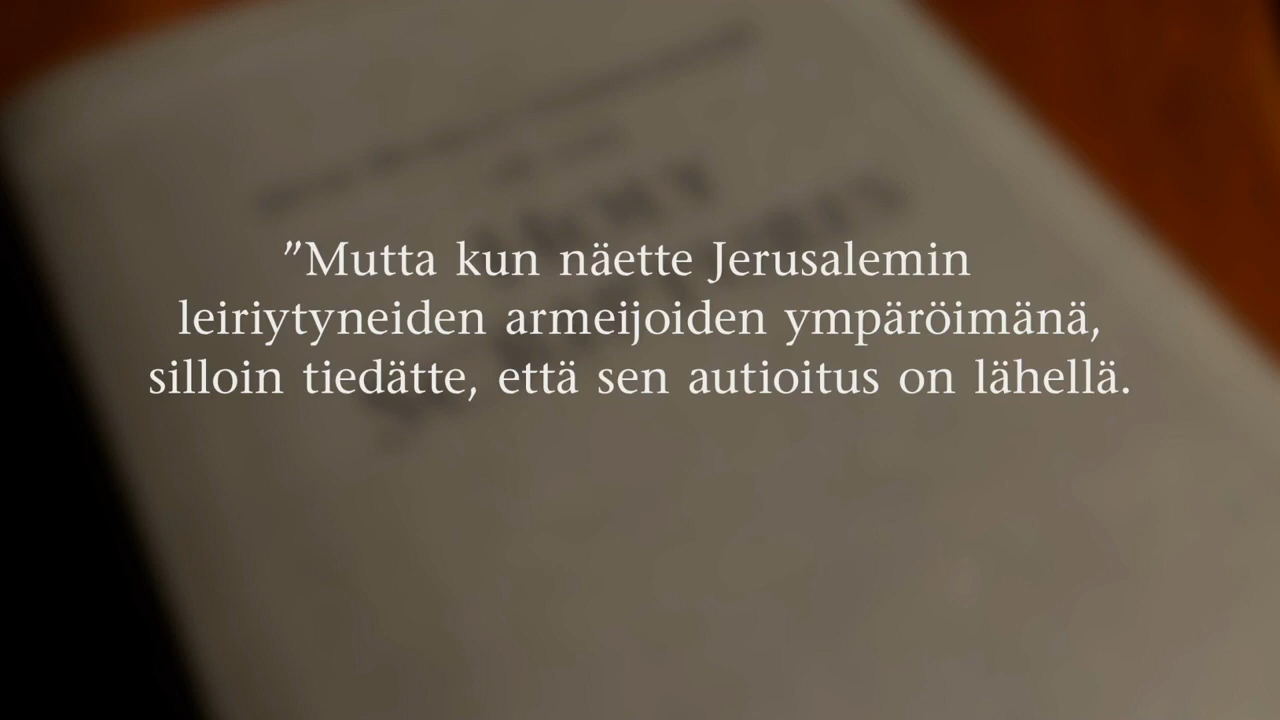 ”Mutta kun näette Jerusalemin
leiriytyneiden armeijoiden ympäröimänä,
silloin tiedätte, että sen autioitus on lähellä.